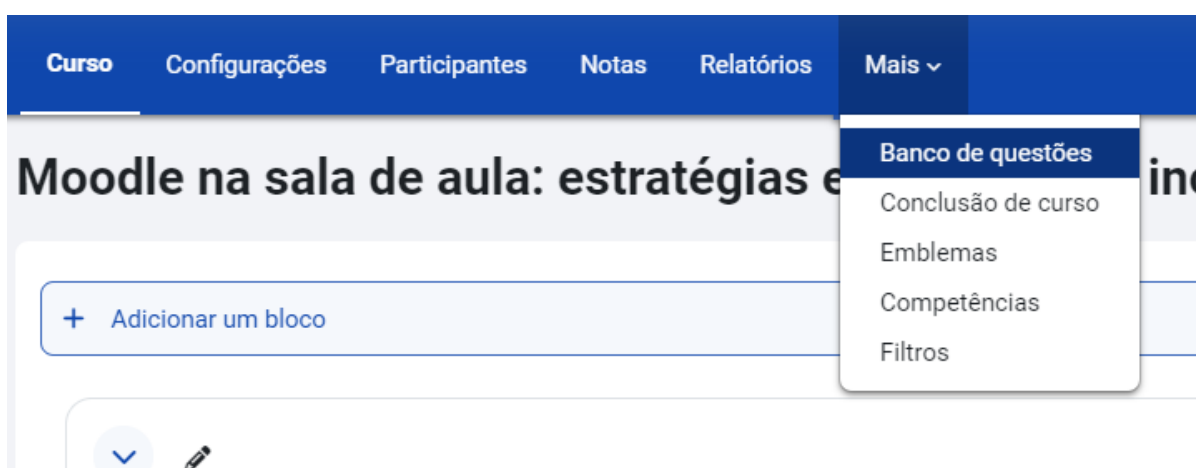 Curso Configurações Participantes Notas Relatórios Mais
Moodle na sala de aula: estratégias e
Banco de questões
Conclusão de curso
Emblemas
Competências
Filtros
+ Adicionar um bloco